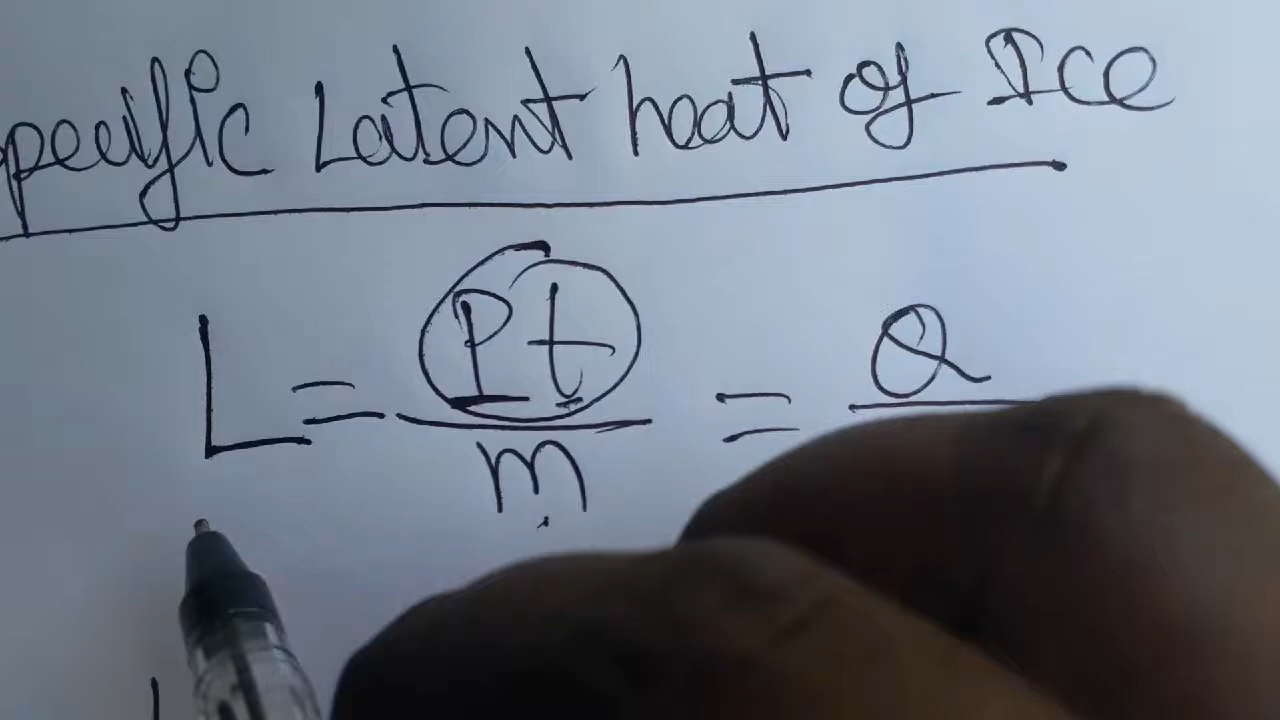 specific Latent heat of Ice
L = Pt/m = Q